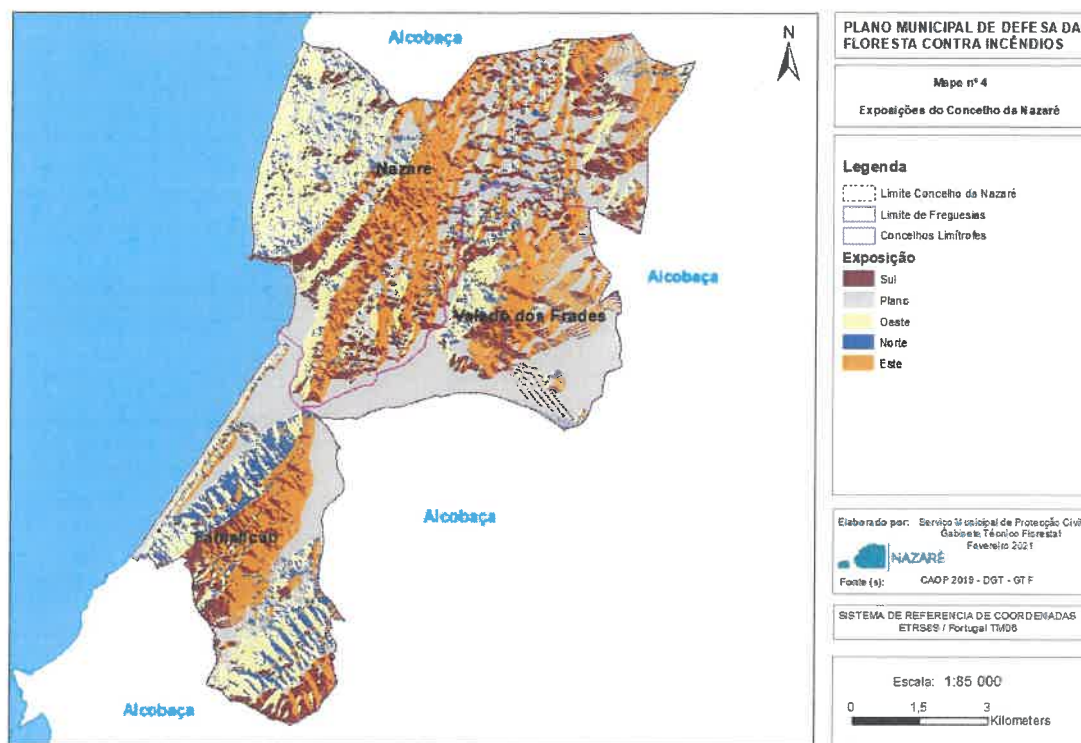 Alcobaça
N
Nazaré
Alcobaça
Valado dos Frades
Alcobaça
Famalicão
Alcobaça
PLANO MUNICIPAL DE DEFESA DA
FLORESTA CONTRA INCÊNDIOS
Mapa nº 4
Exposições do Concelho da Nazaré
Legenda
Limite Concelho da Nazaré
Limite de Freguesias
Concelhos Limítrofes
Exposição
Sul
Plano
Oeste
Norte
Este
Elaborado por: Serviço Municipal de Protecção Civil
Gabinete Técnico Florestal
Fevereiro 2021
NAZARÉ
Fonte (s): CAOP 2019 - DGT - GTF
SISTEMA DE REFERENCIA DE COORDENADAS
ETRS89 / Portugal TM06
Escala: 1:85 000
0 1,5 3
Kilometers